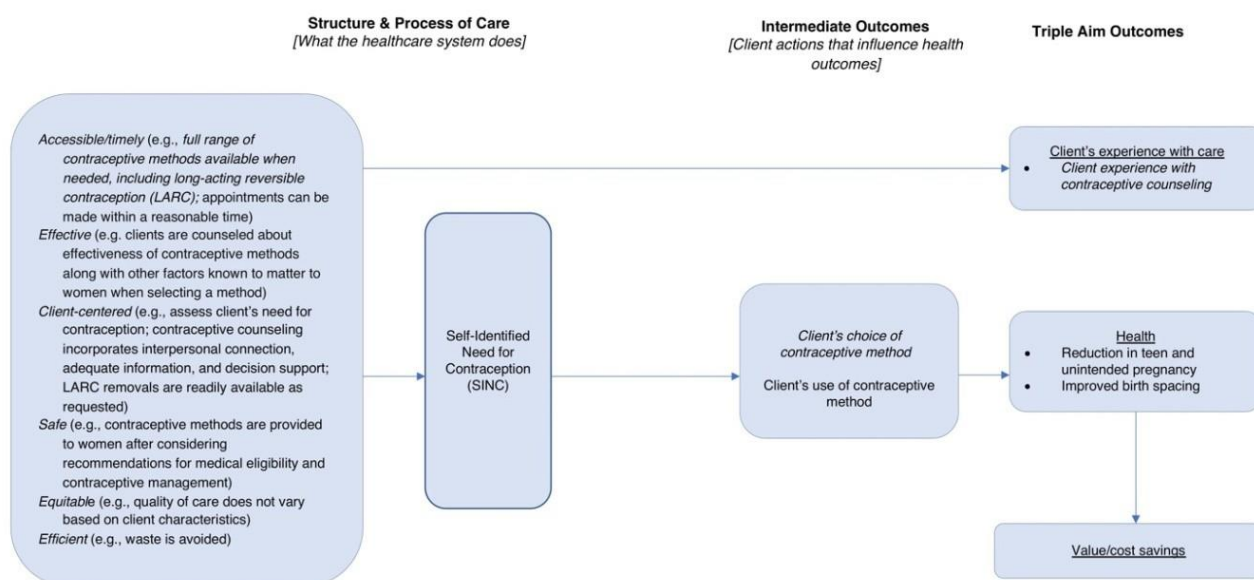 Structure & Process of Care
[What the healthcare system does]
Intermediate Outcomes
[Client actions that influence health
outcomes]
Triple Aim Outcomes
Accessible/timely (e.g., full range of
contraceptive methods available when
needed, including long-acting reversible
contraception (LARC); appointments can be
made within a reasonable time)
Effective (e.g. clients are counseled about
effectiveness of contraceptive methods
along with other factors known to matter to
women when selecting a method)
Client-centered (e.g., assess client's need for
contraception; contraceptive counseling
incorporates interpersonal connection,
adequate information, and decision support;
LARC removals are readily available as
requested)
Safe (e.g., contraceptive methods are provided
to women after considering
recommendations for medical eligibility and
contraceptive management)
Equitable (e.g., quality of care does not vary
based on client characteristics)
Efficient (e.g., waste is avoided)
Self-Identified
Need for
Contraception
(SINC)
Client's choice of
contraceptive method
Client's use of contraceptive
method
Client's experience with care
• Client experience with
contraceptive counseling
Health
• Reduction in teen and
unintended pregnancy
• Improved birth spacing
Value/cost savings